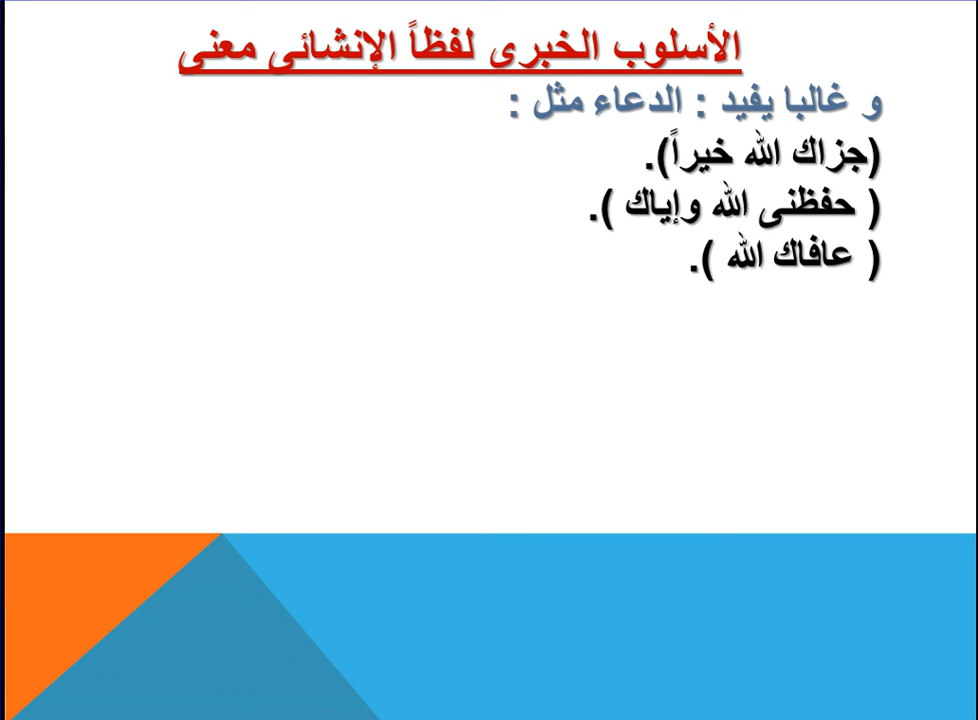 الأسلوب الخبرى لفظاً الإنشائى معنى
و غالبا يفيد : الدعاء مثل :
(جزاك الله خيراً).
( حفظنى الله وإياك ).
( عافاك الله ).